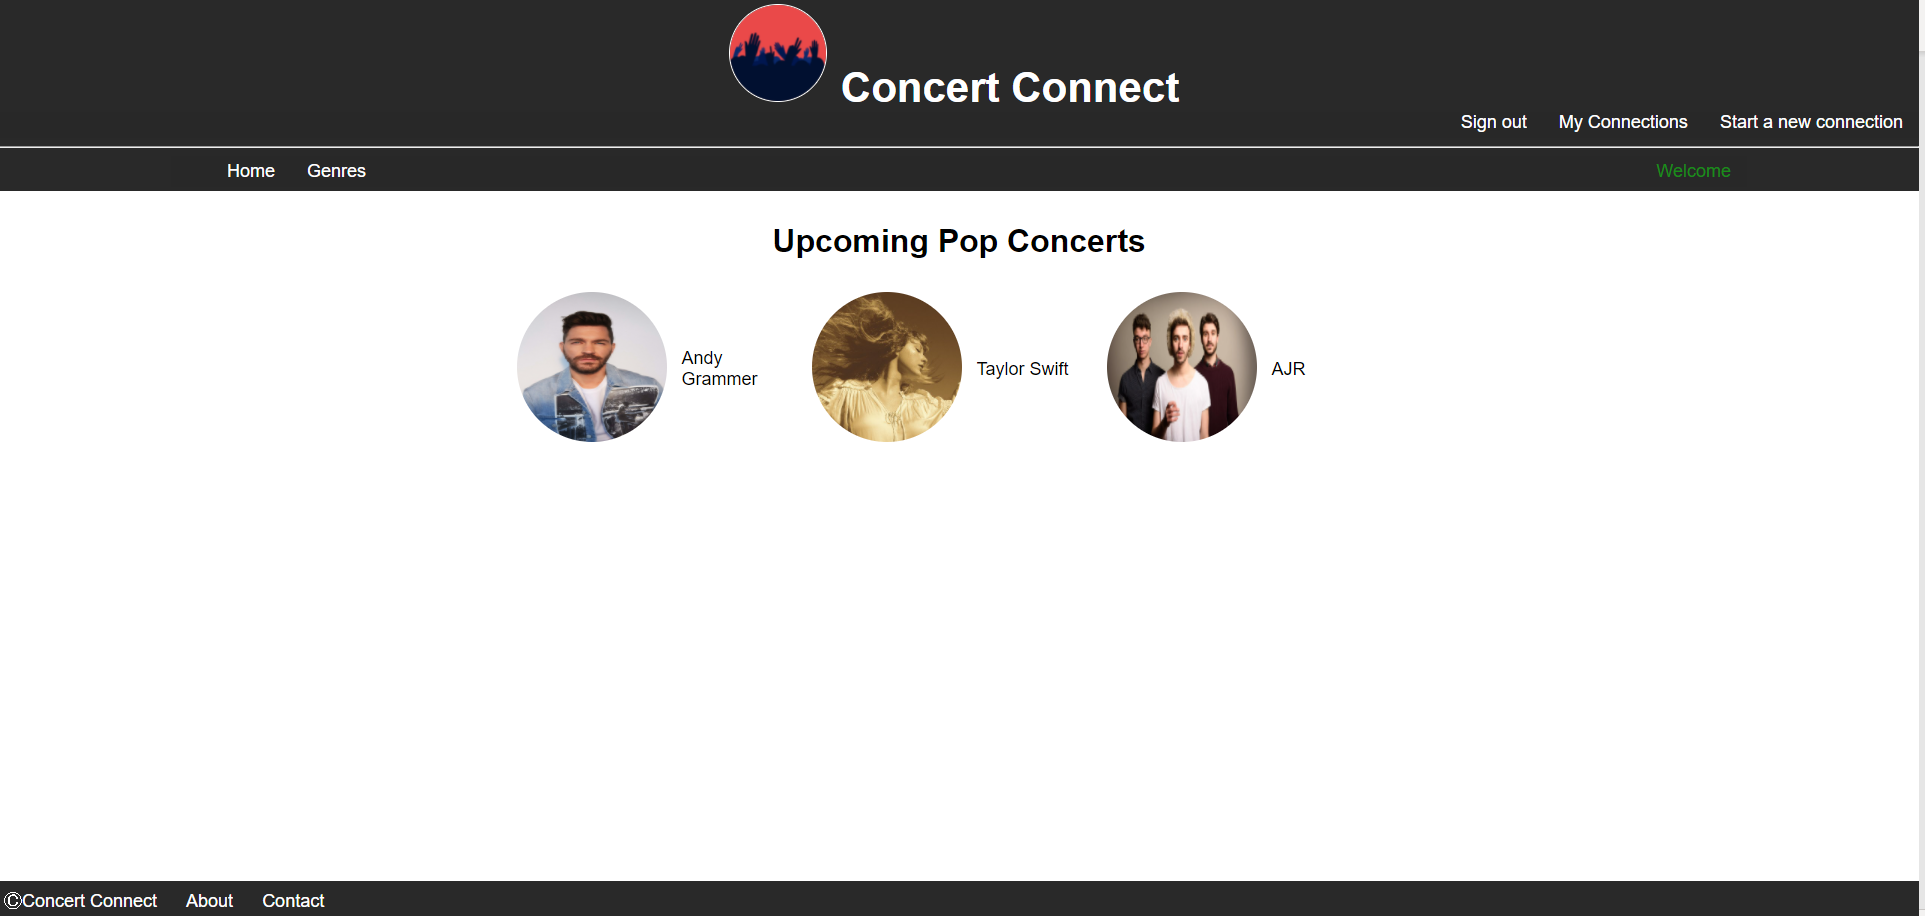 Concert Connect
Sign out My Connections Start a new connection
Home Genres Welcome
Upcoming Pop Concerts
Andy
Grammer
Taylor Swift
AJR
©Concert Connect About Contact